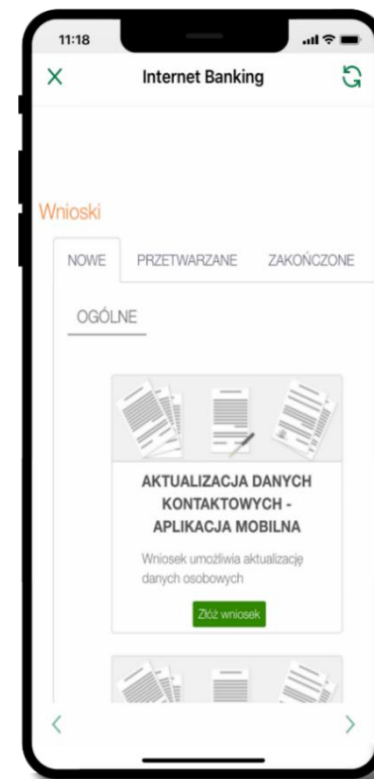 11:18
Internet Banking
Wnioski
NOWE PRZETWARZANE ZAKOŃCZONE
OGÓLNE
AKTUALIZACJA DANYCH
KONTAKTOWYCH -
APLIKACJA MOBILNA
Wniosek umożliwia aktualizację
danych osobowych
Złóż wniosek